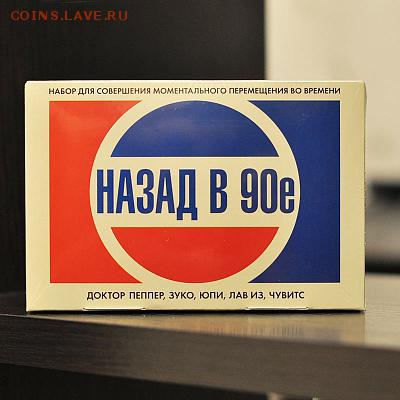 COINS.LAVE.RU
НАБОР ДЛЯ СОВЕРШЕНИЯ МОМЕНТАЛЬНОГО ПЕРЕМЕЩЕНИЯ ВО ВРЕМЕНИ
НАЗАД В 90е
ДОКТОР ПЕППЕР, ЗУКО, ЮПИ, ЛАВ ИЗ, ЧУВИТС